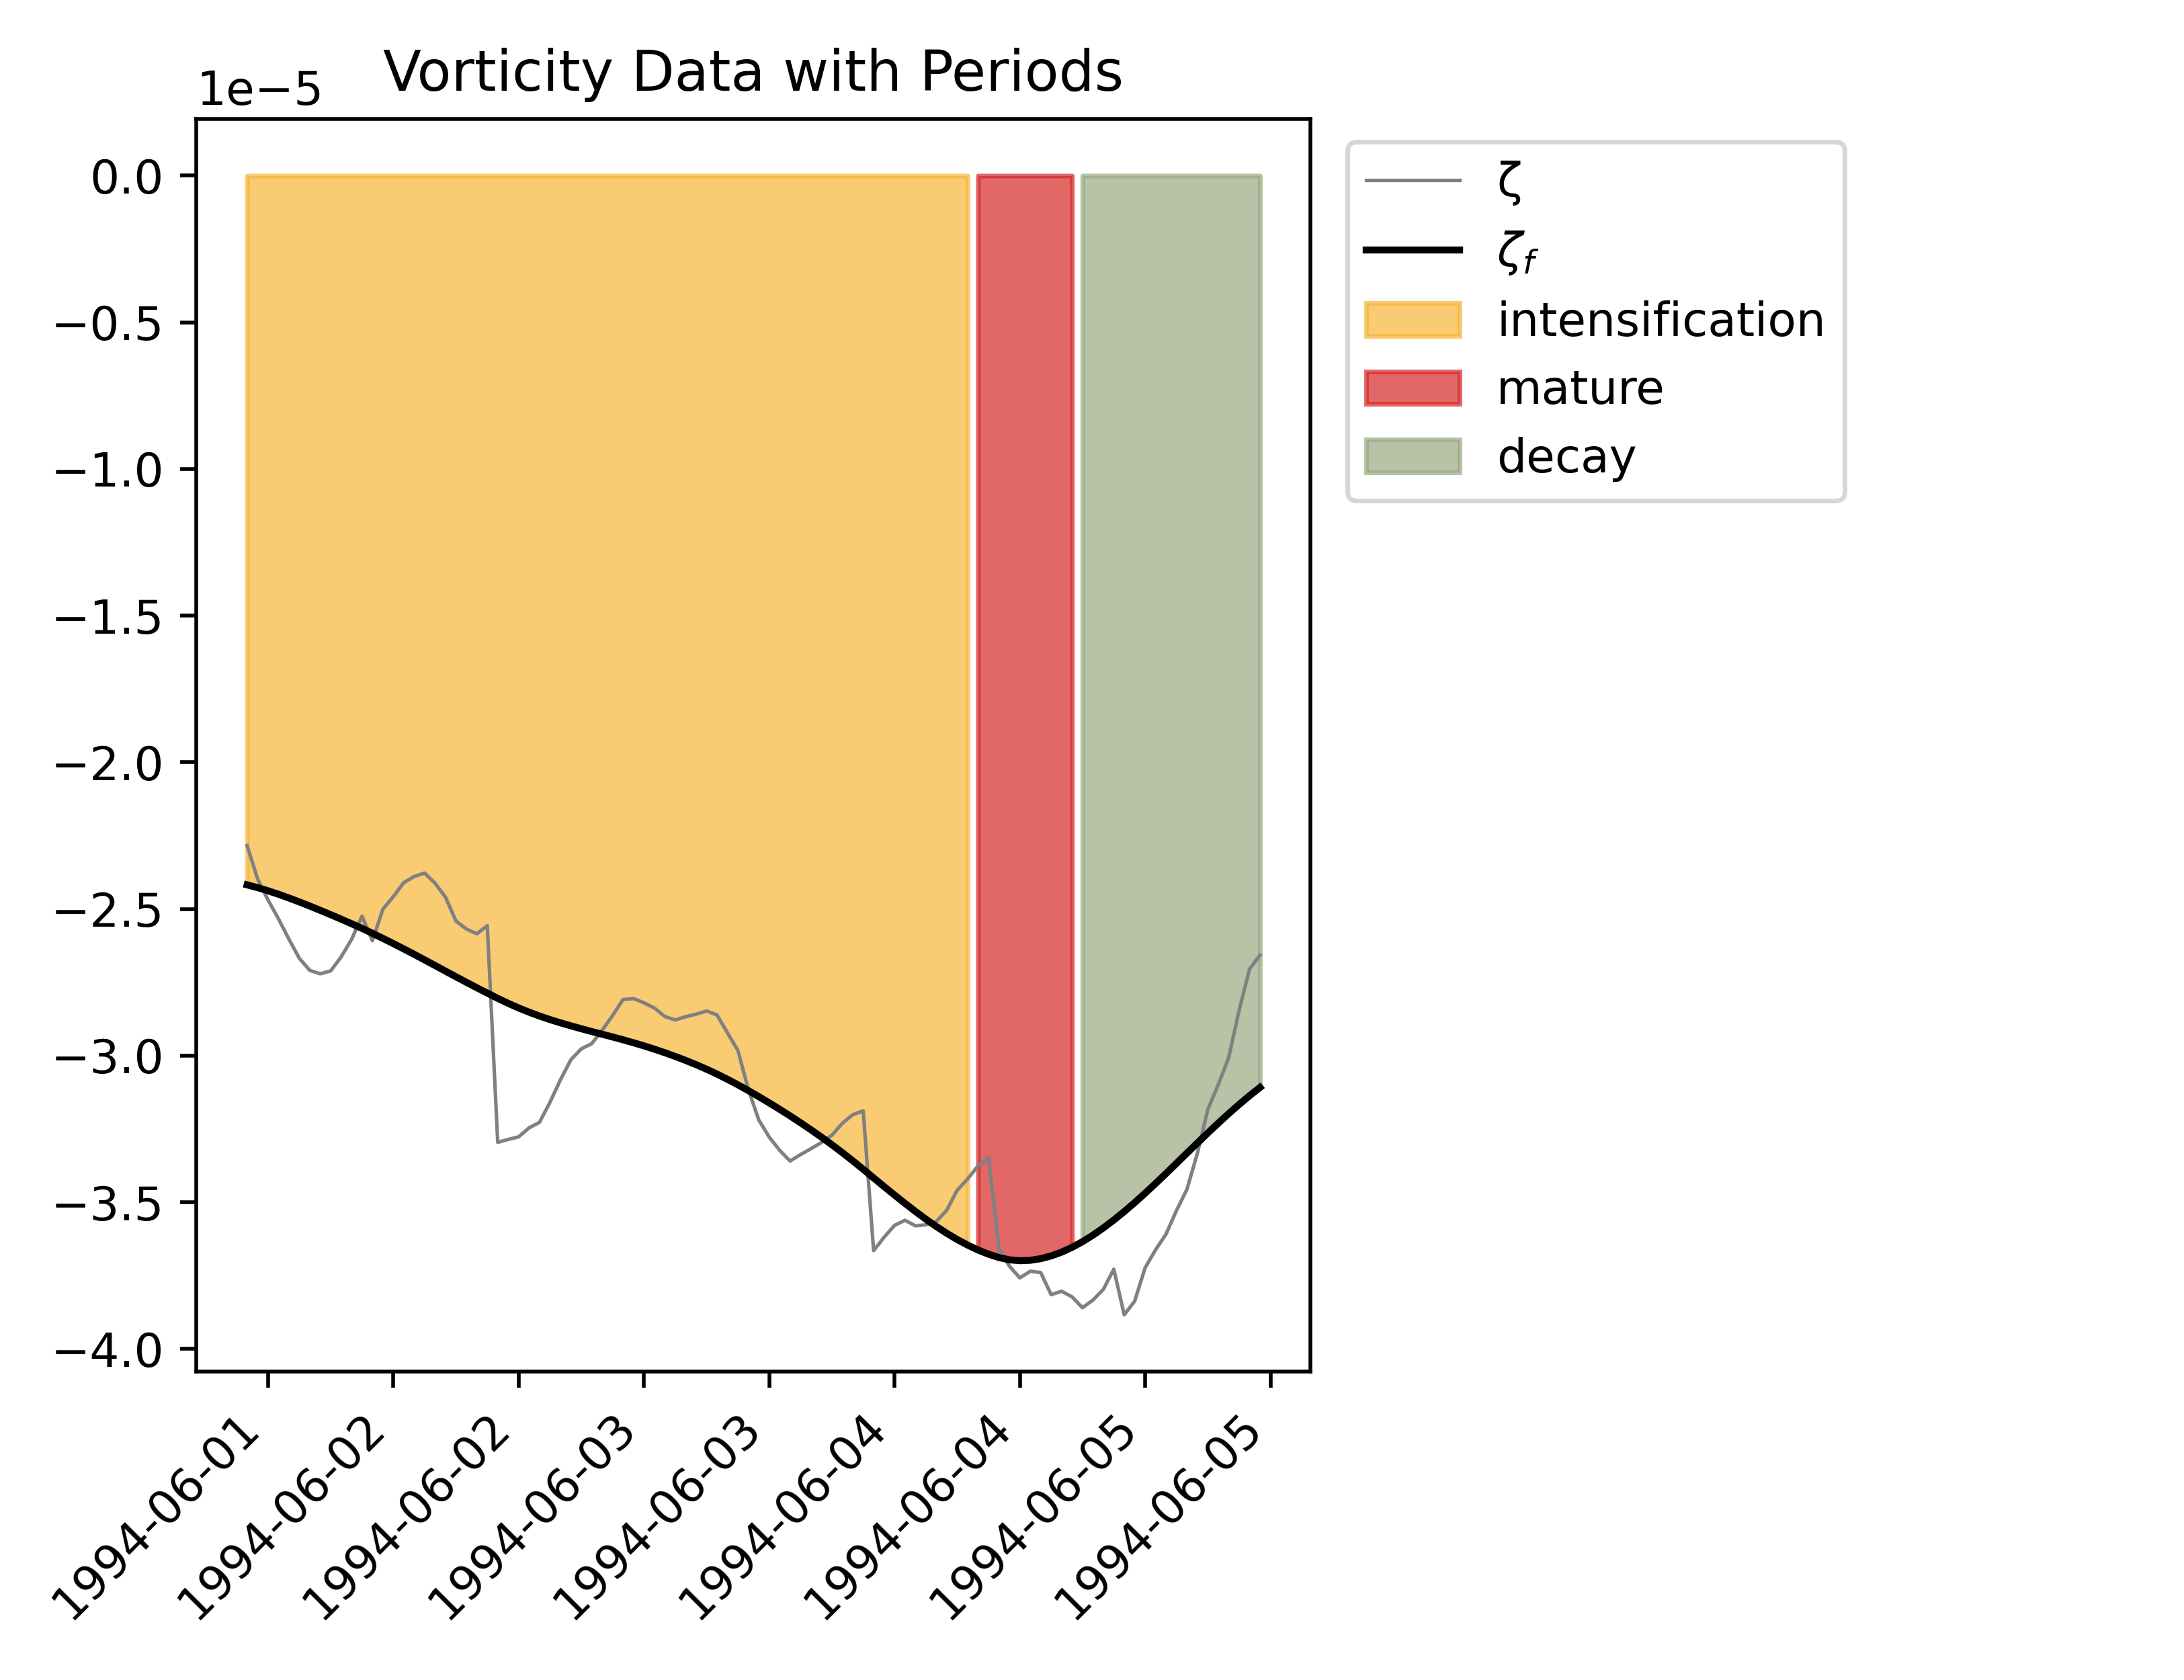 Vorticity Data with Periods
1e−5
0.0
−0.5
−1.0
−1.5
−2.0
−2.5
−3.0
−3.5
−4.0
1994-06-01
1994-06-02
1994-06-02
1994-06-03
1994-06-03
1994-06-04
1994-06-04
1994-06-05
1994-06-05
ζ
ζf
intensification
mature
decay